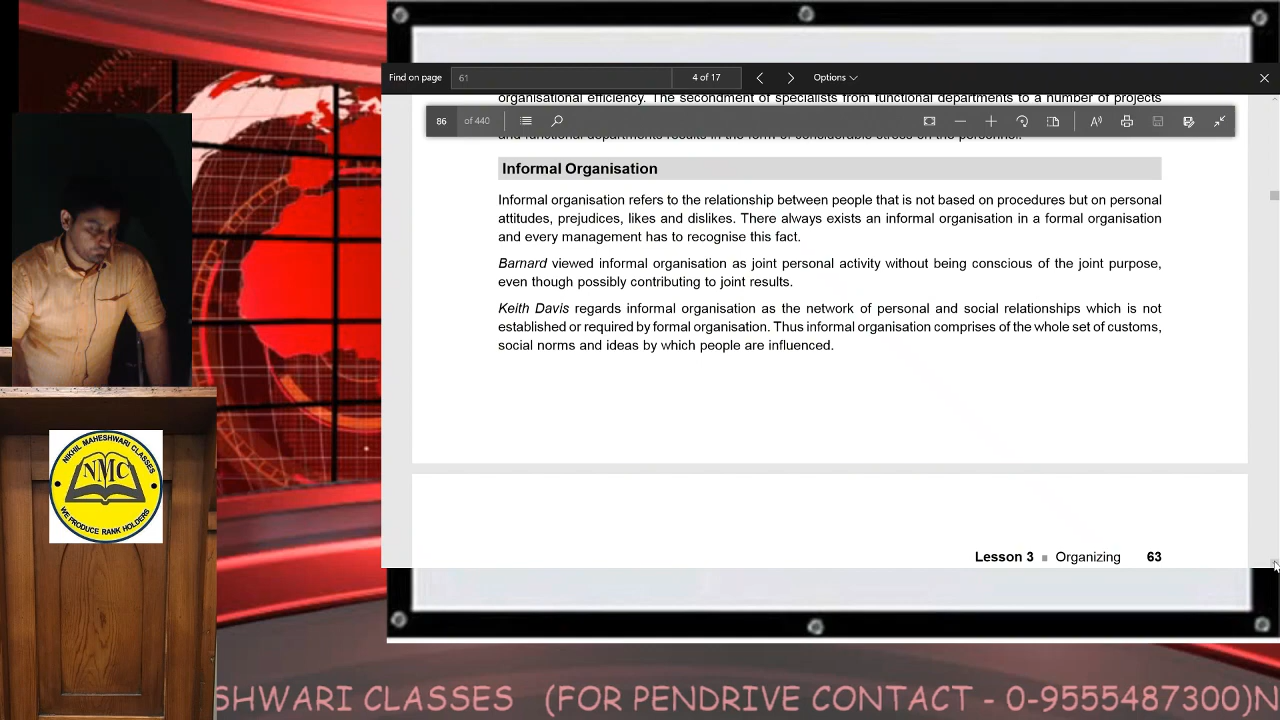 Find on page 61 4 of 17 Options
organisational efficiency. The secondment of specialists from functional departments to a number of projects
86 of 440
Informal Organisation
Informal organisation refers to the relationship between people that is not based on procedures but on personal
attitudes, prejudices, likes and dislikes. There always exists an informal organisation in a formal organisation
and every management has to recognise this fact.
Barnard viewed informal organisation as joint personal activity without being conscious of the joint purpose,
even though possibly contributing to joint results.
Keith Davis regards informal organisation as the network of personal and social relationships which is not
established or required by formal organisation. Thus informal organisation comprises of the whole set of customs,
social norms and ideas by which people are influenced.
Lesson 3 ■ Organizing 63
NIKHIL MAHESHWARI CLASSES
NMC
WE PRODUCE RANK HOLDERS
SHWARI CLASSES (FOR PENDRIVE CONTACT - 0-9555487300)N